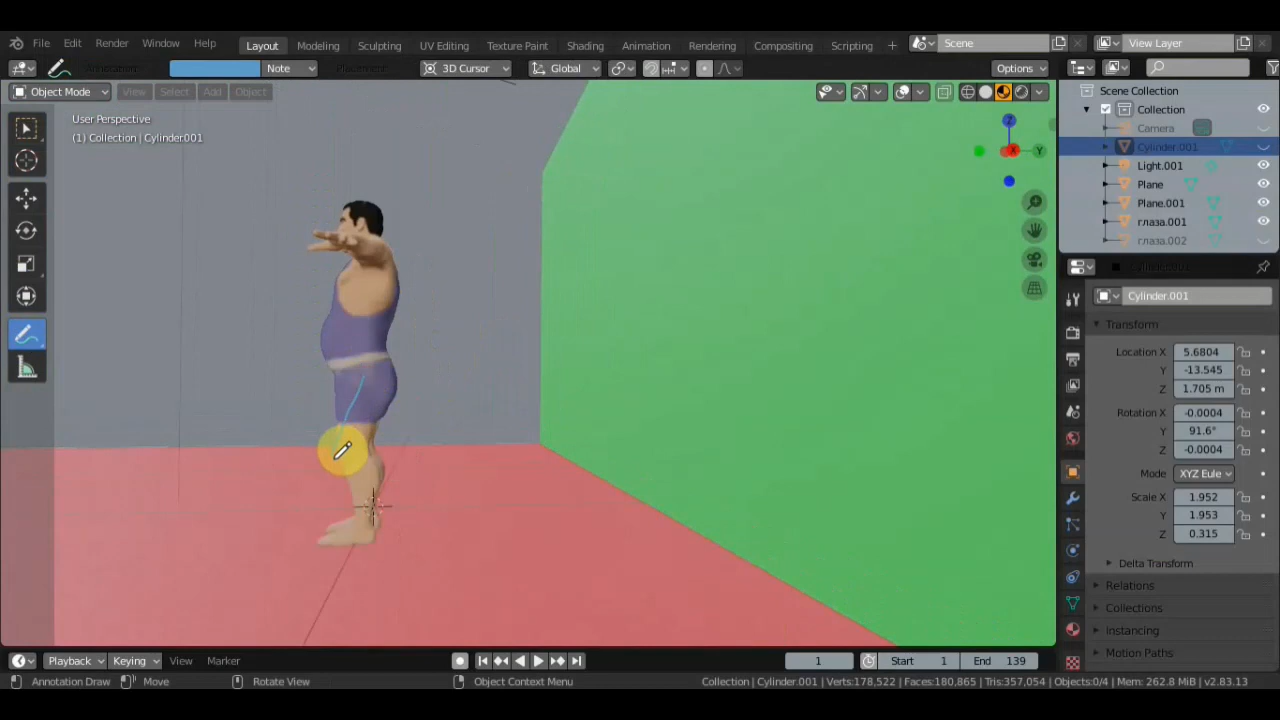 File Edit Render Window Help Layout Modeling Sculpting UV Editing Texture Paint Shading Animation Rendering Compositing Scripting + Scene View Layer
Note 3D Cursor Global Options
Object Mode View Select Add Object
User Perspective
(1) Collection | Cylinder.001
Z
X
Y
Scene Collection
Collection
Camera
Cylinder.001
Light.001
Plane
Plane.001
глаза.001
глаза.002
Cylinder.001
Transform
Location X 5.6804
Y -13.545
Z 1.705 m
Rotation X -0.0004
Y 91.6°
Z -0.0004
Mode XYZ Eule
Scale X 1.952
Y 1.953
Z 0.315
Delta Transform
Relations
Collections
Instancing
Motion Paths
Playback Keying View Marker 1 Start 1 End 139
Annotation Draw Move Rotate View Object Context Menu Collection | Cylinder.001 | Verts:178,522 | Faces:180,865 | Tris:357,054 | Objects:0/4 | Mem: 262.8 MiB | v2.83.13